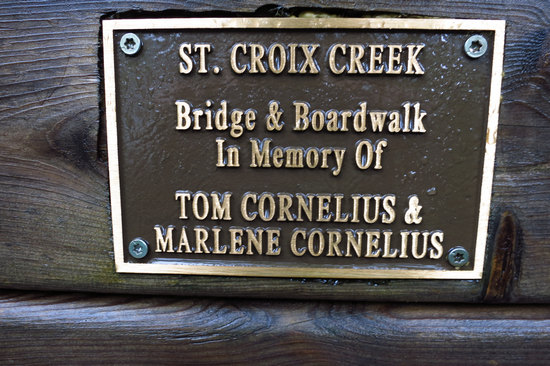 ST. CROIX CREEK
Bridge & Boardwalk
In Memory Of
TOM CORNELIUS &
MARLENE CORNELIUS